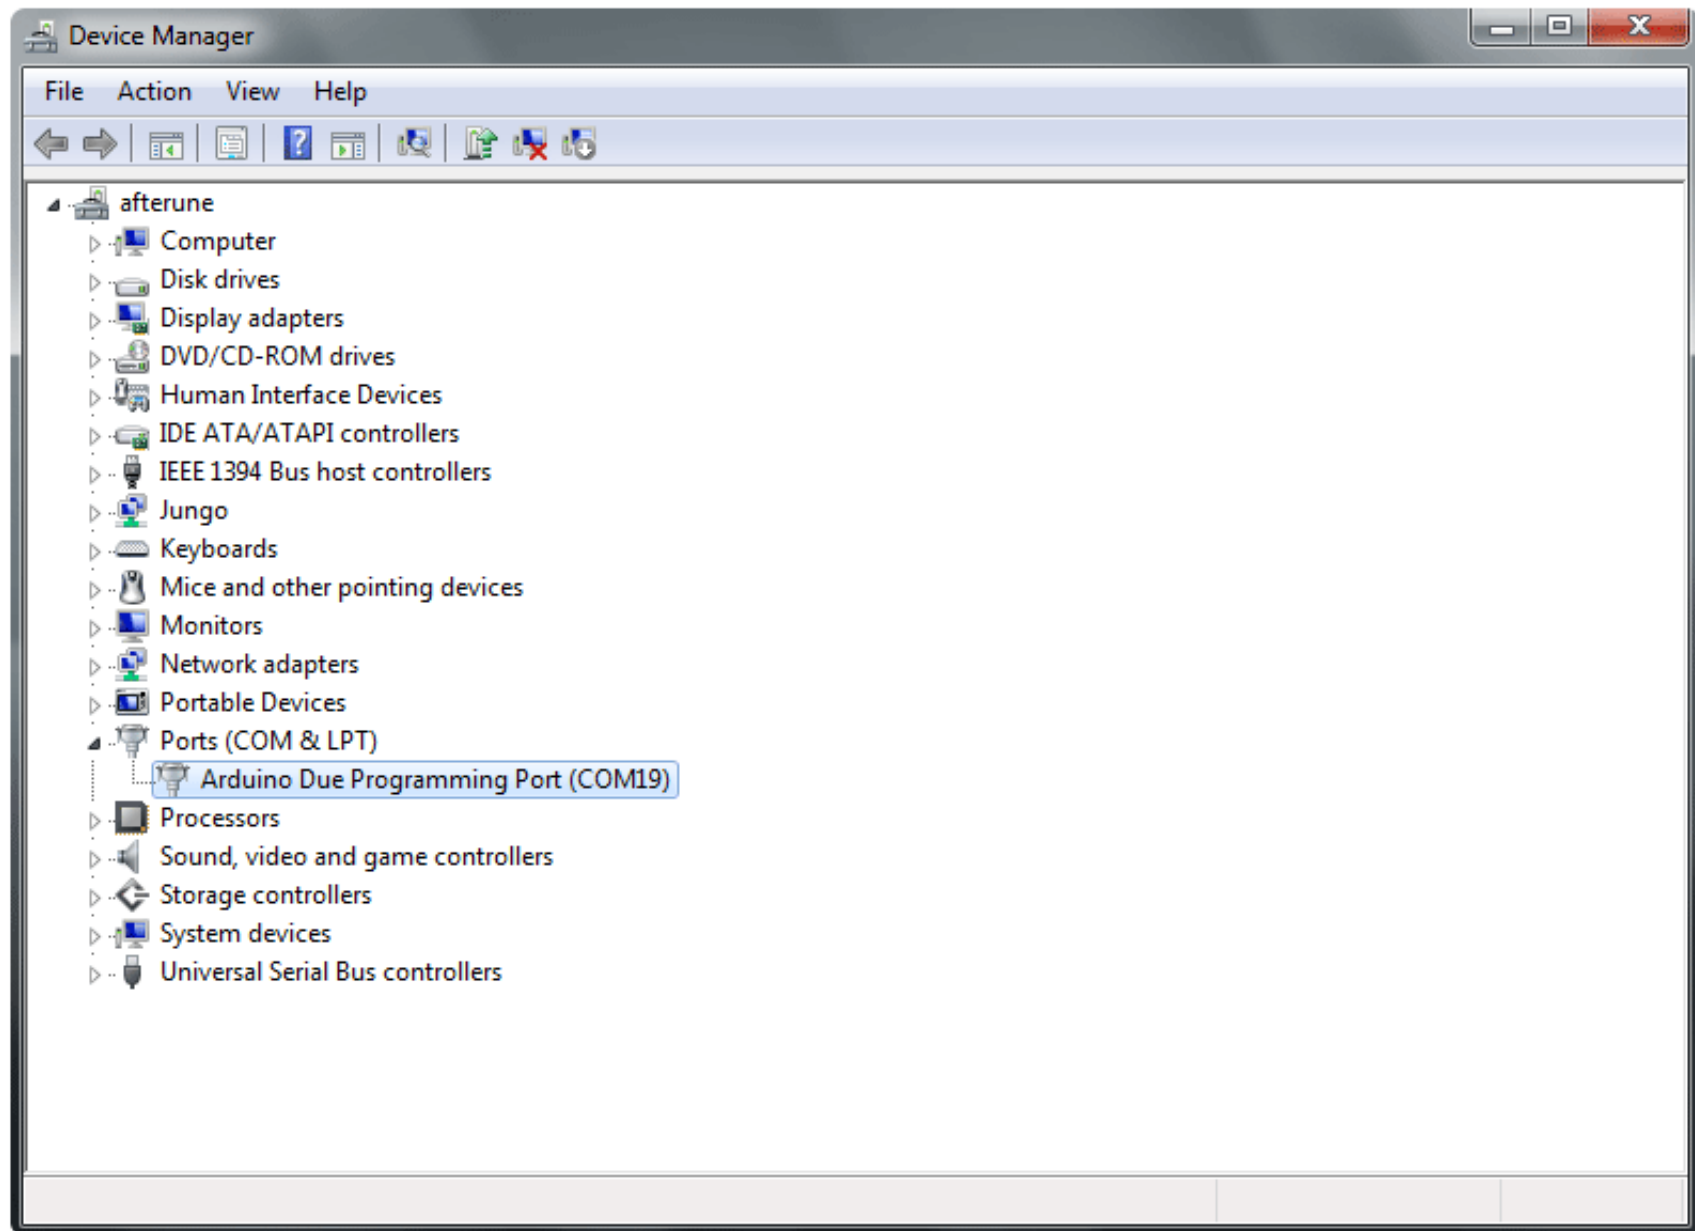 Device Manager
File Action View Help
afterune
Computer
Disk drives
Display adapters
DVD/CD-ROM drives
Human Interface Devices
IDE ATA/ATAPI controllers
IEEE 1394 Bus host controllers
Jungo
Keyboards
Mice and other pointing devices
Monitors
Network adapters
Portable Devices
Ports (COM & LPT)
Arduino Due Programming Port (COM19)
Processors
Sound, video and game controllers
Storage controllers
System devices
Universal Serial Bus controllers